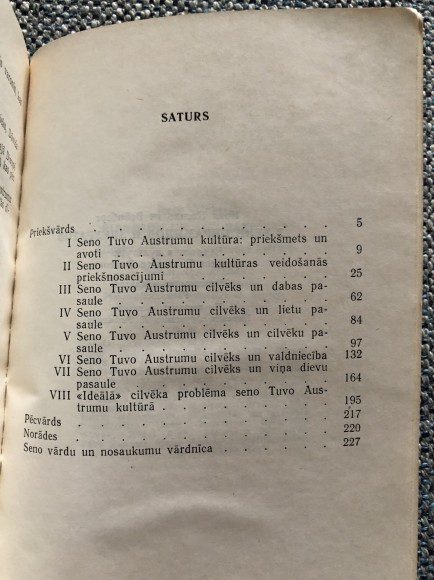 SATURS
Priekšvārds . . . . . . . . . . 5
I Seno Tuvo Austrumu kultūra: priekšmets un
avoti . . . . . . . . . 9
II Seno Tuvo Austrumu kultūras veidošanās
priekšnosacījumi . . . . . . 25
III Seno Tuvo Austrumu cilvēks un dabas pa-
saule . . . . . . . . . 62
IV Seno Tuvo Austrumu cilvēks un lietu pa-
saule . . . . . . . . . 84
V Seno Tuvo Austrumu cilvēks un cilvēku pa-
saule . . . . . . . . . 97
VI Seno Tuvo Austrumu cilvēks un valdniecība 132
VII Seno Tuvo Austrumu cilvēks un viņa dievu
pasaule . . . . . . . . 164
VIII «Ideālā» cilvēka problēma seno Tuvo Aus-
trumu kultūrā . . . . . . . 195
Pēcvārds . . . . . . . . . . 217
Norādes . . . . . . . . . . 220
Seno vārdu un nosaukumu vārdnīca . . . . . 227